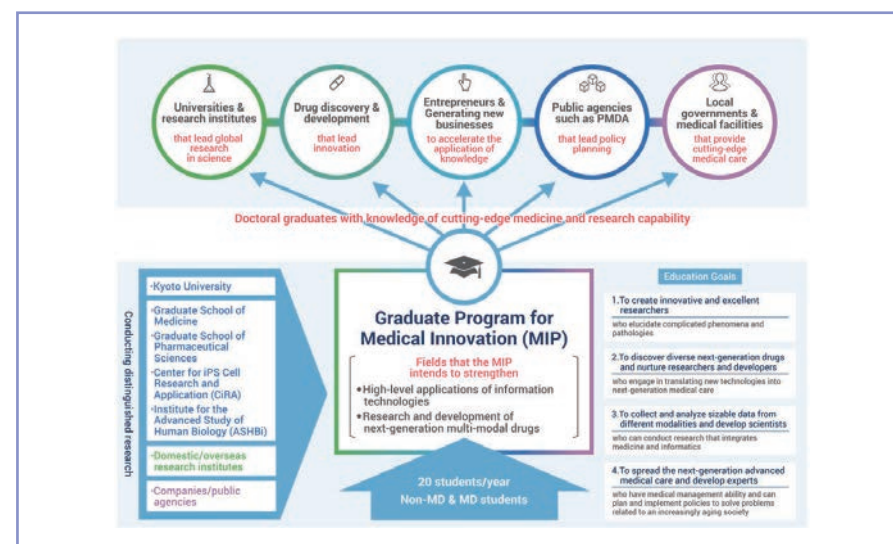 Universities &
research institutes
that lead global
research
in science
Drug discovery &
development
that lead
innovation
Entrepreneurs &
Generating new
businesses
to accelerate the
application of
knowledge
Public agencies
such as PMDA
that lead policy
planning
Local
governments &
medical facilities
that provide
cutting-edge
medical care
Doctoral graduates with knowledge of cutting-edge medicine and research capability
Conducting distinguished research
•Kyoto University
•Graduate School of
Medicine
•Graduate School of
Pharmaceutical
Sciences
•Center for iPS Cell
Research and
Application (CiRA)
•Institute for the
Advanced Study of
Human Biology (ASHBi)
•Domestic/overseas
research institutes
•Companies/public
agencies
Graduate Program for
Medical Innovation (MIP)
Fields that the MIP
intends to strengthen
•High-level applications of information
technologies
•Research and development of
next-generation multi-modal drugs
20 students/year
Non-MD & MD students
Education Goals
1.To create innovative and excellent
researchers
who elucidate complicated phenomena and
pathologies
2.To discover diverse next-generation drugs
and nurture researchers and developers
who engage in translating new technologies into
next-generation medical care
3.To collect and analyze sizable data from
different modalities and develop scientists
who can conduct research that integrates
medicine and informatics
4.To spread the next-generation advanced
medical care and develop experts
who have medical management ability and can
plan and implement policies to solve problems
related to an increasingly aging society